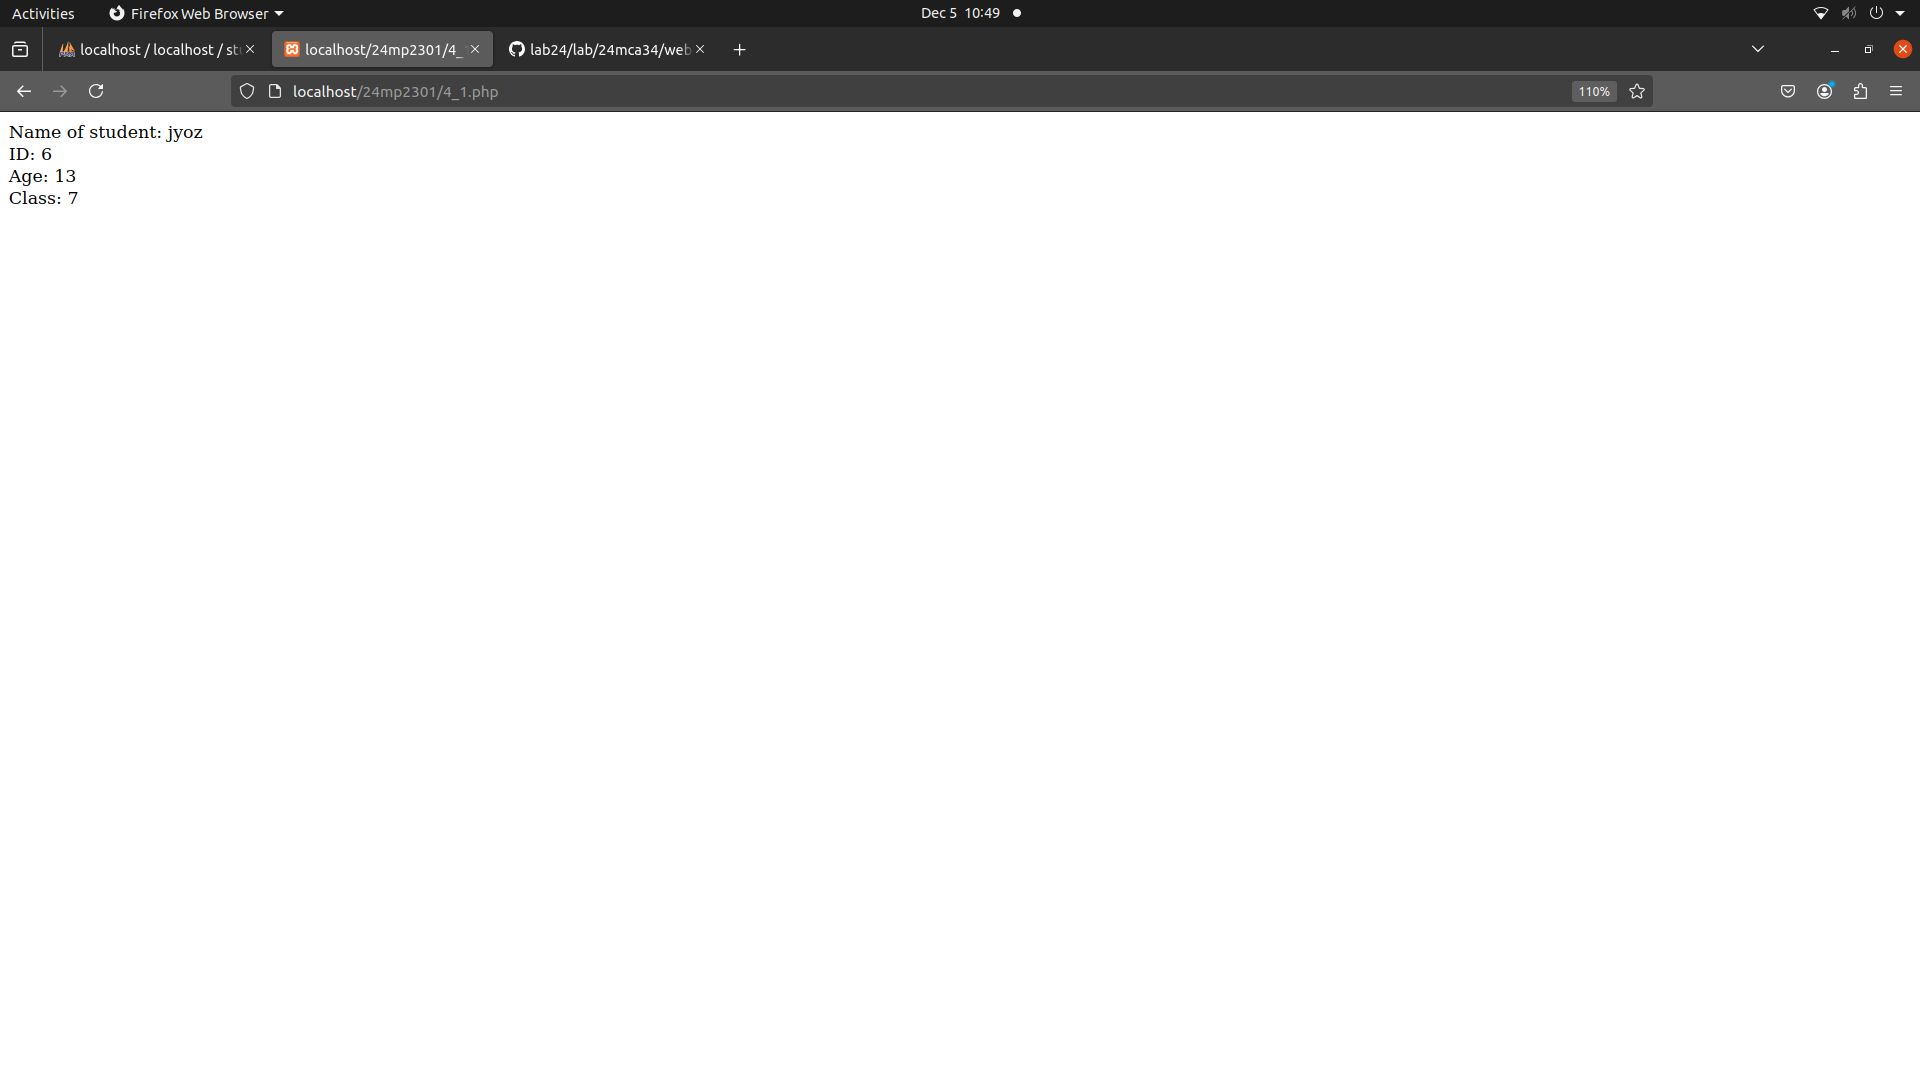 Activities
Firefox Web Browser
Dec 5 10:49
localhost / localhost / st
localhost/24mp2301/4_
lab24/lab/24mca34/web
localhost/24mp2301/4_1.php
110%
Name of student: jyoz
ID: 6
Age: 13
Class: 7